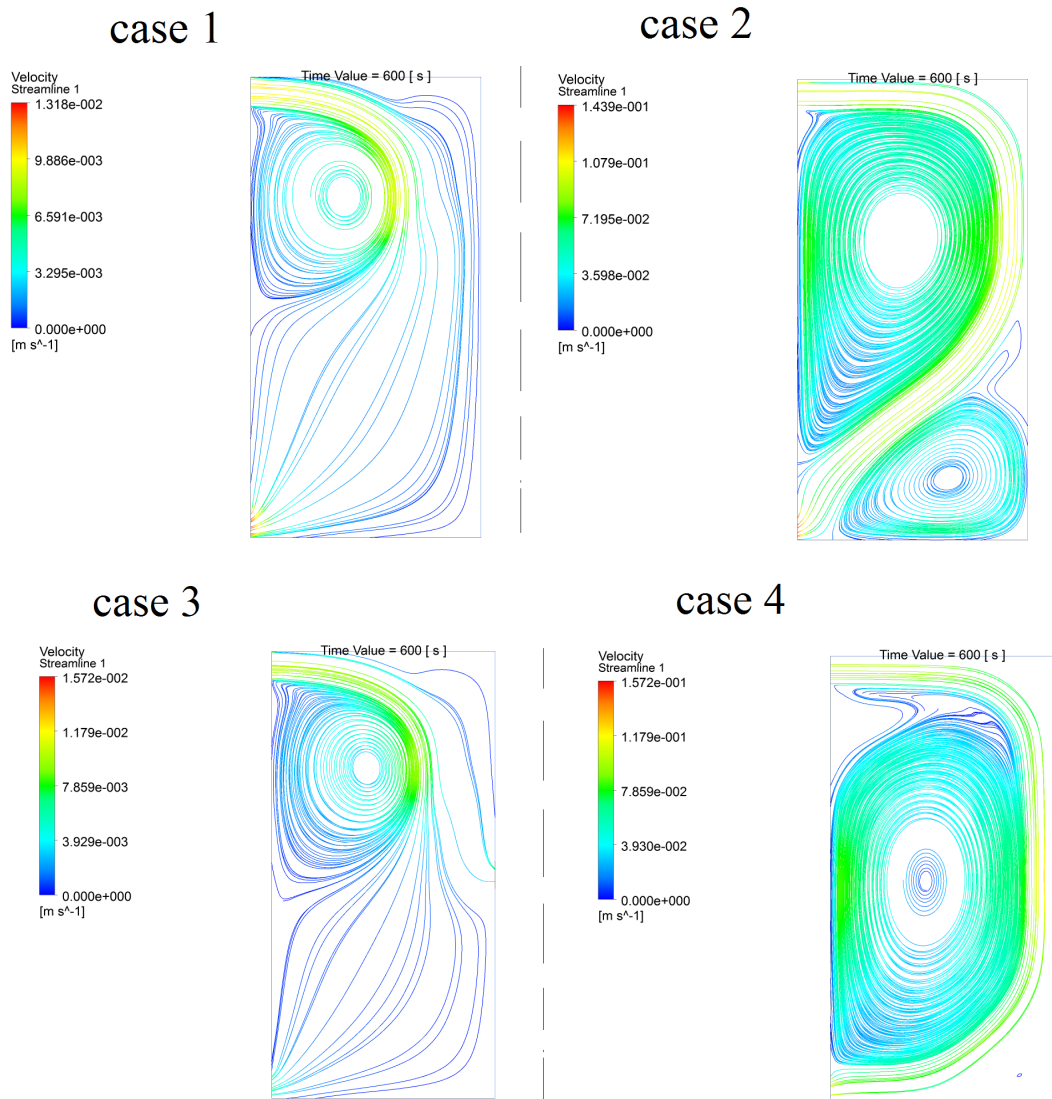 case 1
Time Value = 600 [ s ]
Velocity
Streamline 1
1.318e-002
9.886e-003
6.591e-003
3.295e-003
0.000e+000
[m s^-1]
case 2
Time Value = 600 [ s ]
Velocity
Streamline 1
1.439e-001
1.079e-001
7.195e-002
3.598e-002
0.000e+000
[m s^-1]
case 3
Time Value = 600 [ s ]
Velocity
Streamline 1
1.572e-002
1.179e-002
7.859e-003
3.929e-003
0.000e+000
[m s^-1]
case 4
Time Value = 600 [ s ]
Velocity
Streamline 1
1.572e-001
1.179e-001
7.859e-002
3.930e-002
0.000e+000
[m s^-1]